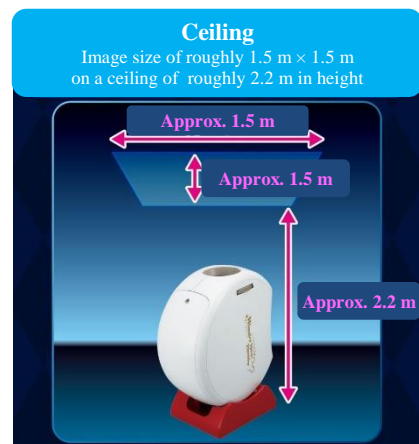 Ceiling
Image size of roughly 1.5 m × 1.5 m
on a ceiling of roughly 2.2 m in height
Approx. 1.5 m
Approx. 1.5 m
Approx. 2.2 m